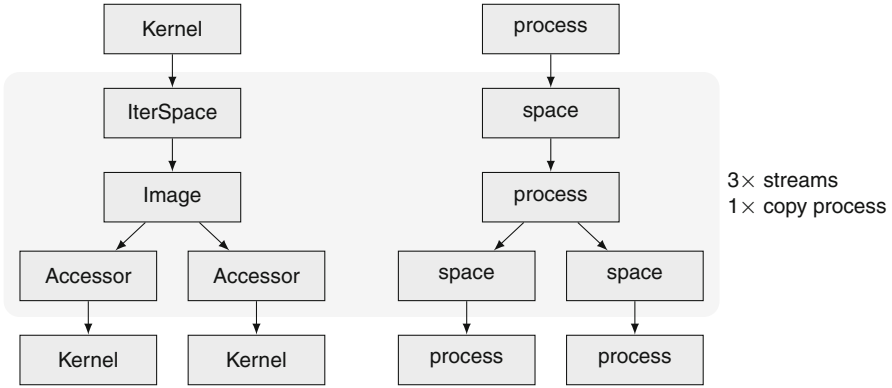 Kernel
process
IterSpace
space
Image
process
3× streams
1× copy process
Accessor
Accessor
space
space
Kernel
Kernel
process
process